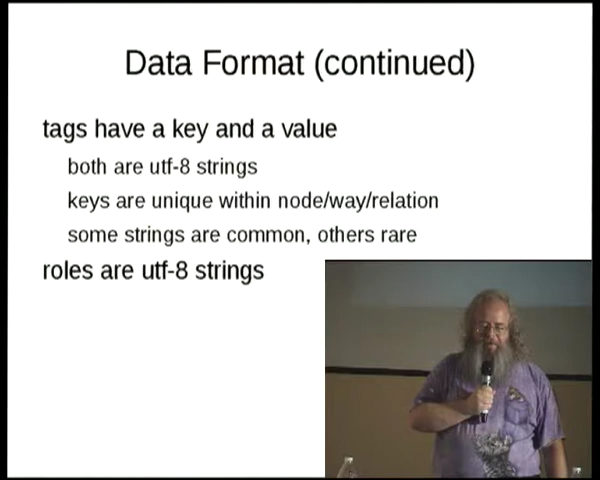 Data Format (continued)
tags have a key and a value
both are utf-8 strings
keys are unique within node/way/relation
some strings are common, others rare
roles are utf-8 strings